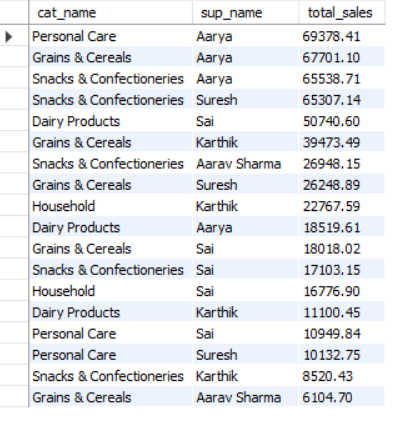 cat_name sup_name total_sales
Personal Care Aarya 69378.41
Grains & Cereals Aarya 67701.10
Snacks & Confectioneries Aarya 65538.71
Snacks & Confectioneries Suresh 65307.14
Dairy Products Sai 50740.60
Grains & Cereals Karthik 39473.49
Snacks & Confectioneries Aarav Sharma 26948.15
Grains & Cereals Suresh 26248.89
Household Karthik 22767.59
Dairy Products Aarya 18519.61
Grains & Cereals Sai 18018.02
Snacks & Confectioneries Sai 17103.15
Household Sai 16776.90
Dairy Products Karthik 11100.45
Personal Care Sai 10949.84
Personal Care Suresh 10132.75
Snacks & Confectioneries Karthik 8520.43
Grains & Cereals Aarav Sharma 6104.70